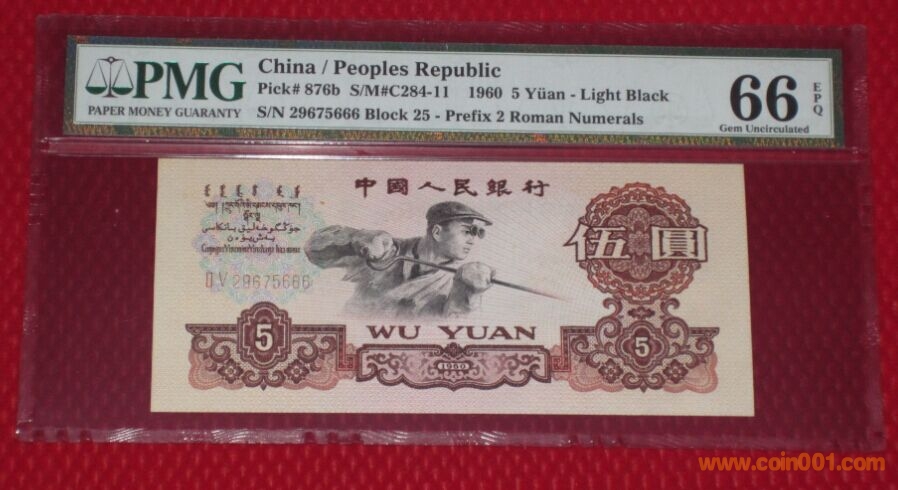 PMG
PAPER MONEY GUARANTY
China / Peoples Republic
Pick# 876b S/M#C284-11 1960 5 Yüan - Light Black
S/N 29675666 Block 25 - Prefix 2 Roman Numerals
66 EPQ
Gem Uncirculated
中國人民銀行
伍圓
29675666
WU YUAN
5
1960
5
www.coin001.com